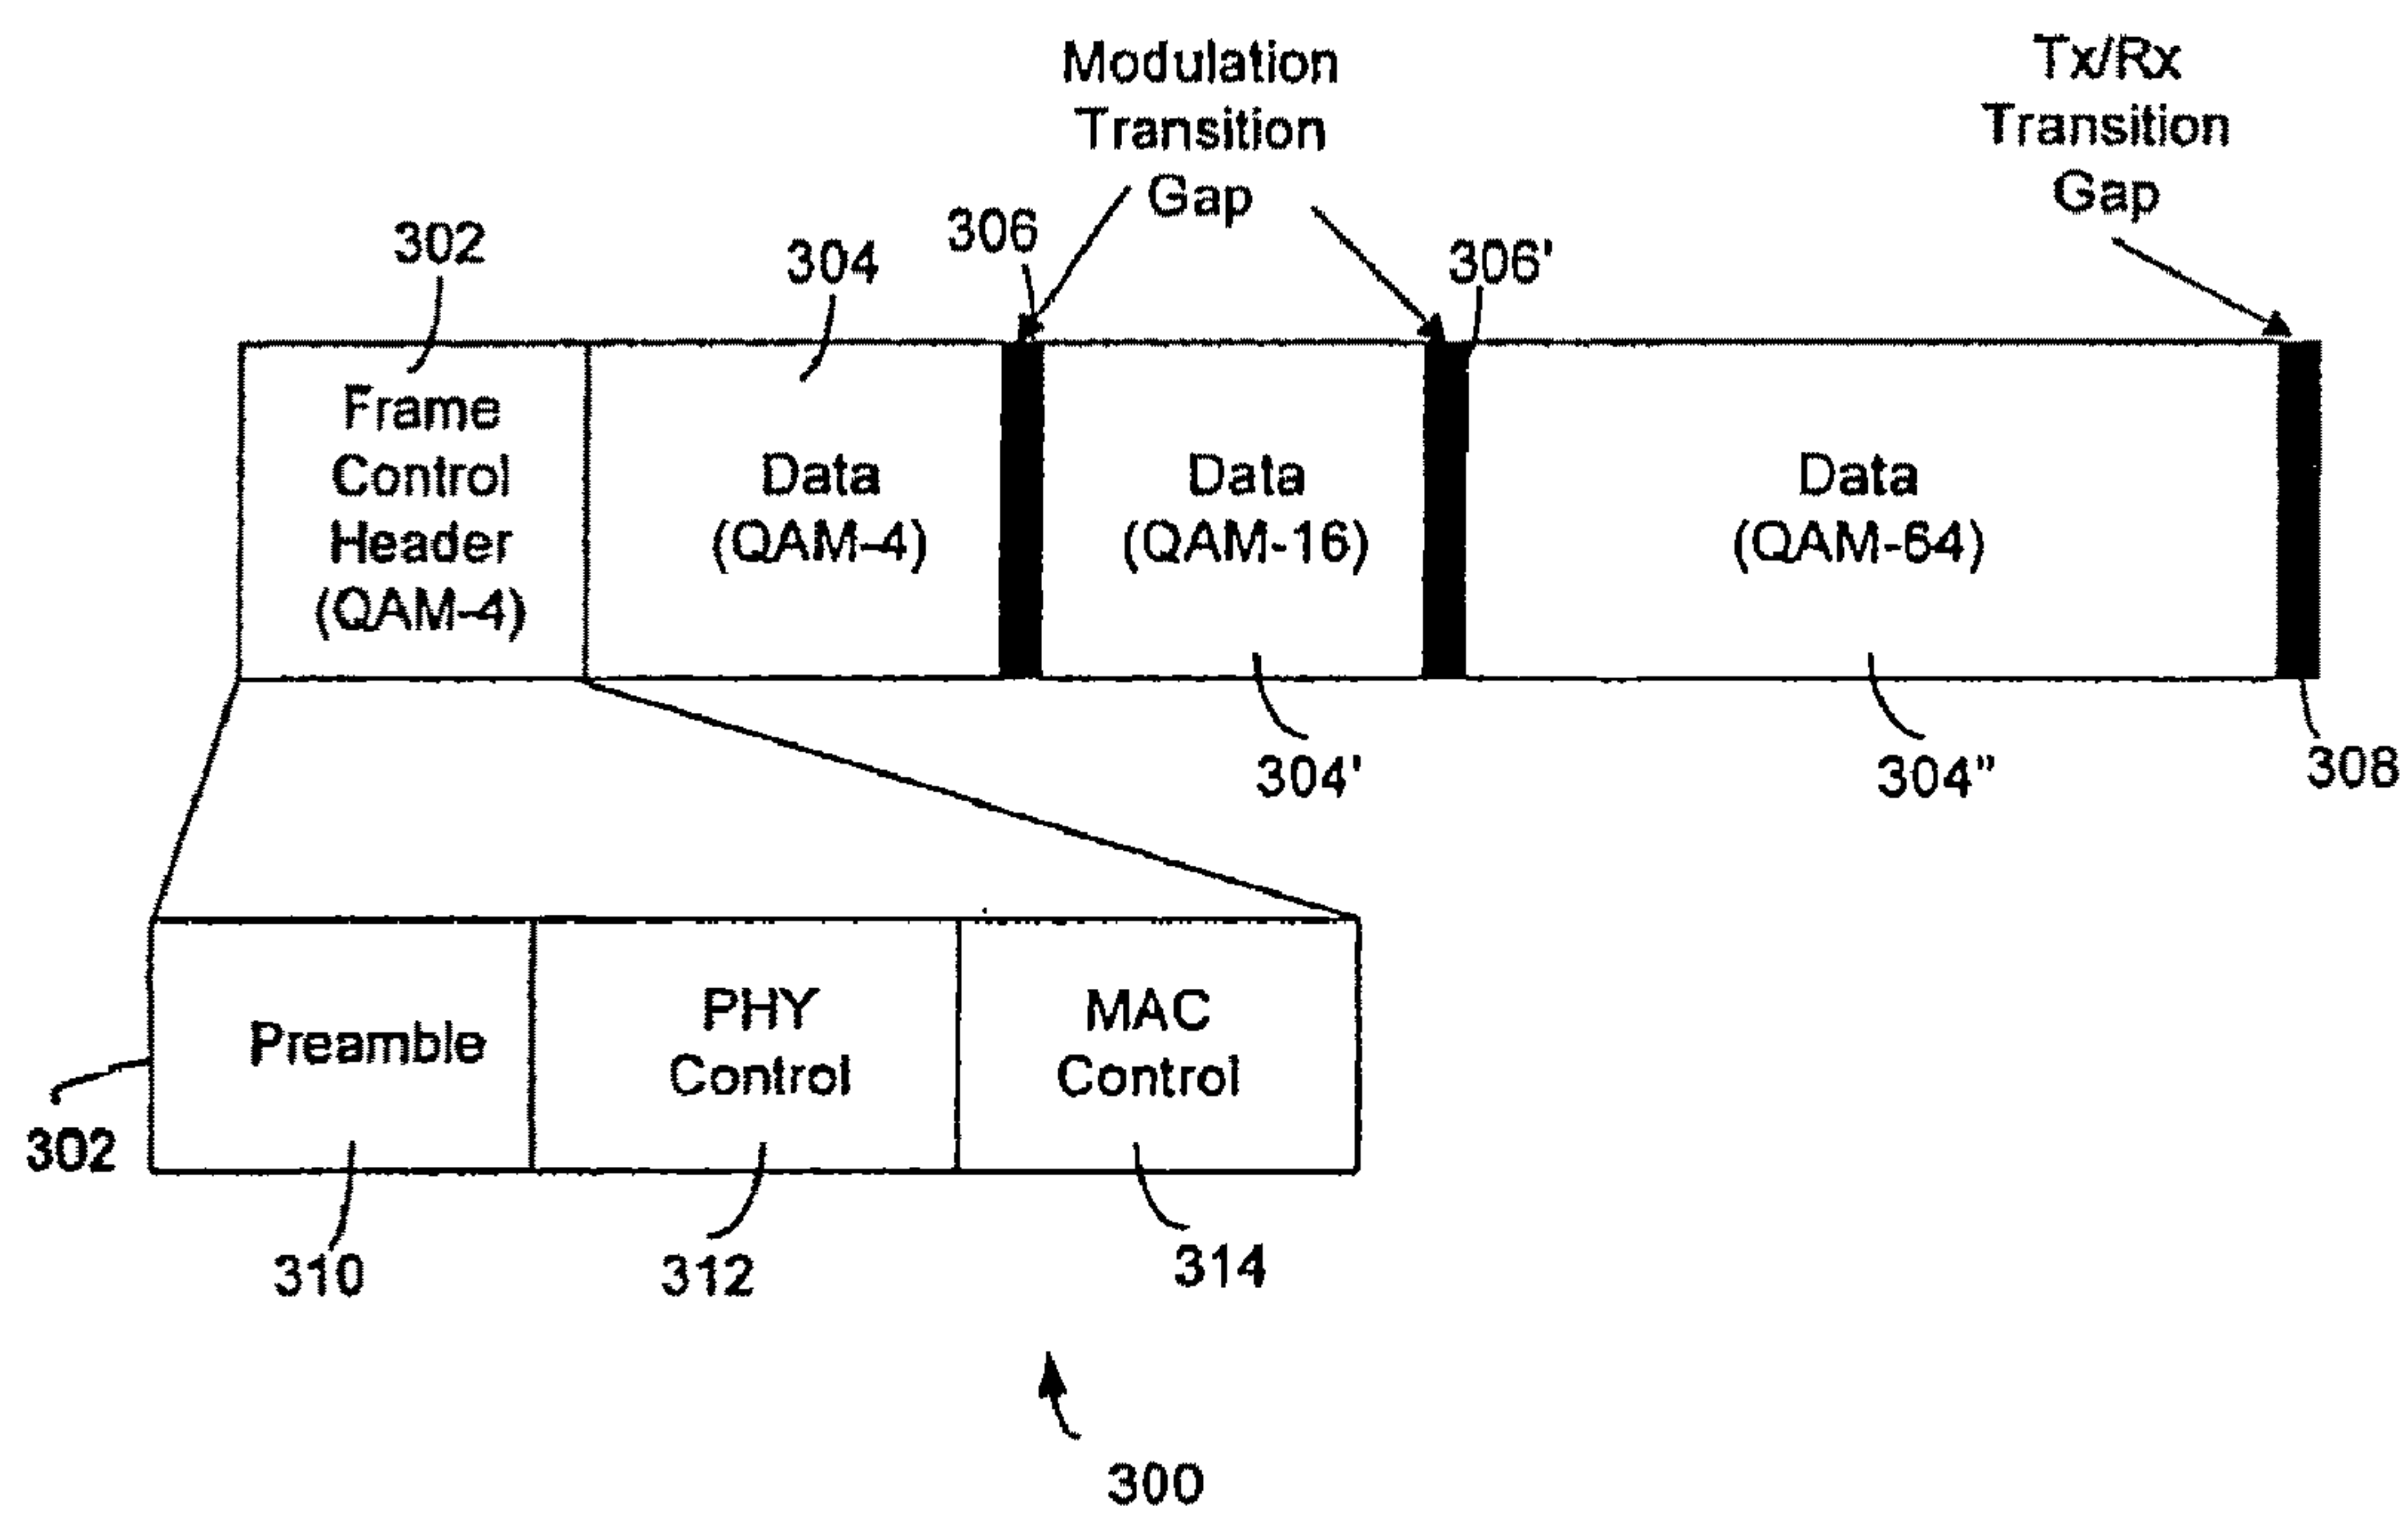 Modulation
Transition
Gap
Tx/Rx
Transition
Gap
302
304
306
306'
Frame
Control
Header
(QAM-4)
Data
(QAM-4)
Data
(QAM-16)
Data
(QAM-64)
304'
304"
308
Preamble
PHY
Control
MAC
Control
302
310
312
314
300